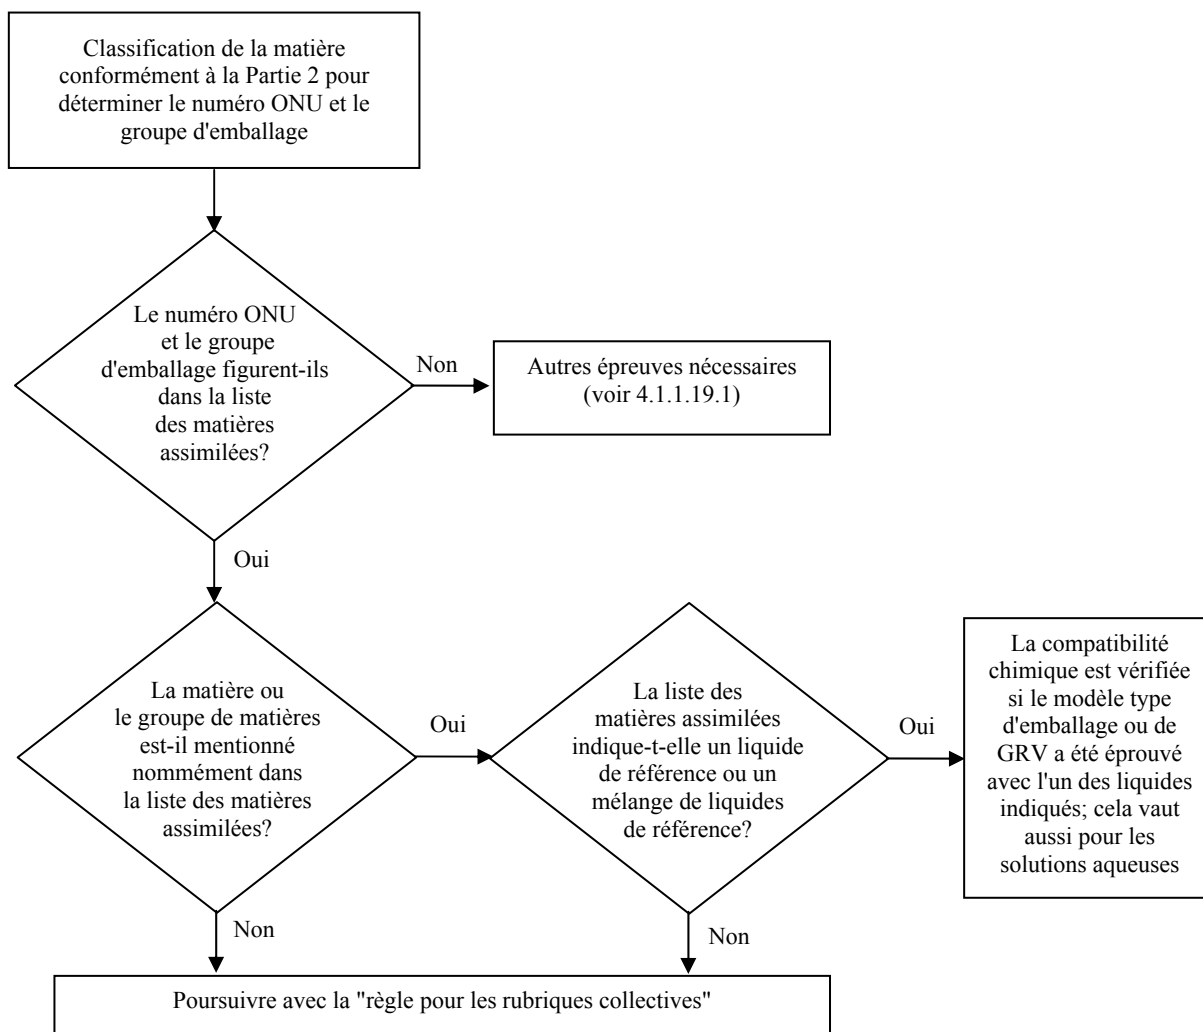 Classification de la matière
conformément à la Partie 2 pour
déterminer le numéro ONU et le
groupe d'emballage
Le numéro ONU
et le groupe
d'emballage figurent-ils
dans la liste
des matières
assimilées?
Non
Autres épreuves nécessaires
(voir 4.1.1.19.1)
Oui
La matière ou
le groupe de matières
est-il mentionné
nommément dans
la liste des matières
assimilées?
Oui
La liste des
matières assimilées
indique-t-elle un liquide
de référence ou un
mélange de liquides
de référence?
Oui
La compatibilité
chimique est vérifiée
si le modèle type
d'emballage ou de
GRV a été éprouvé
avec l'un des liquides
indiqués; cela vaut
aussi pour les
solutions aqueuses
Non
Non
Poursuivre avec la "règle pour les rubriques collectives"